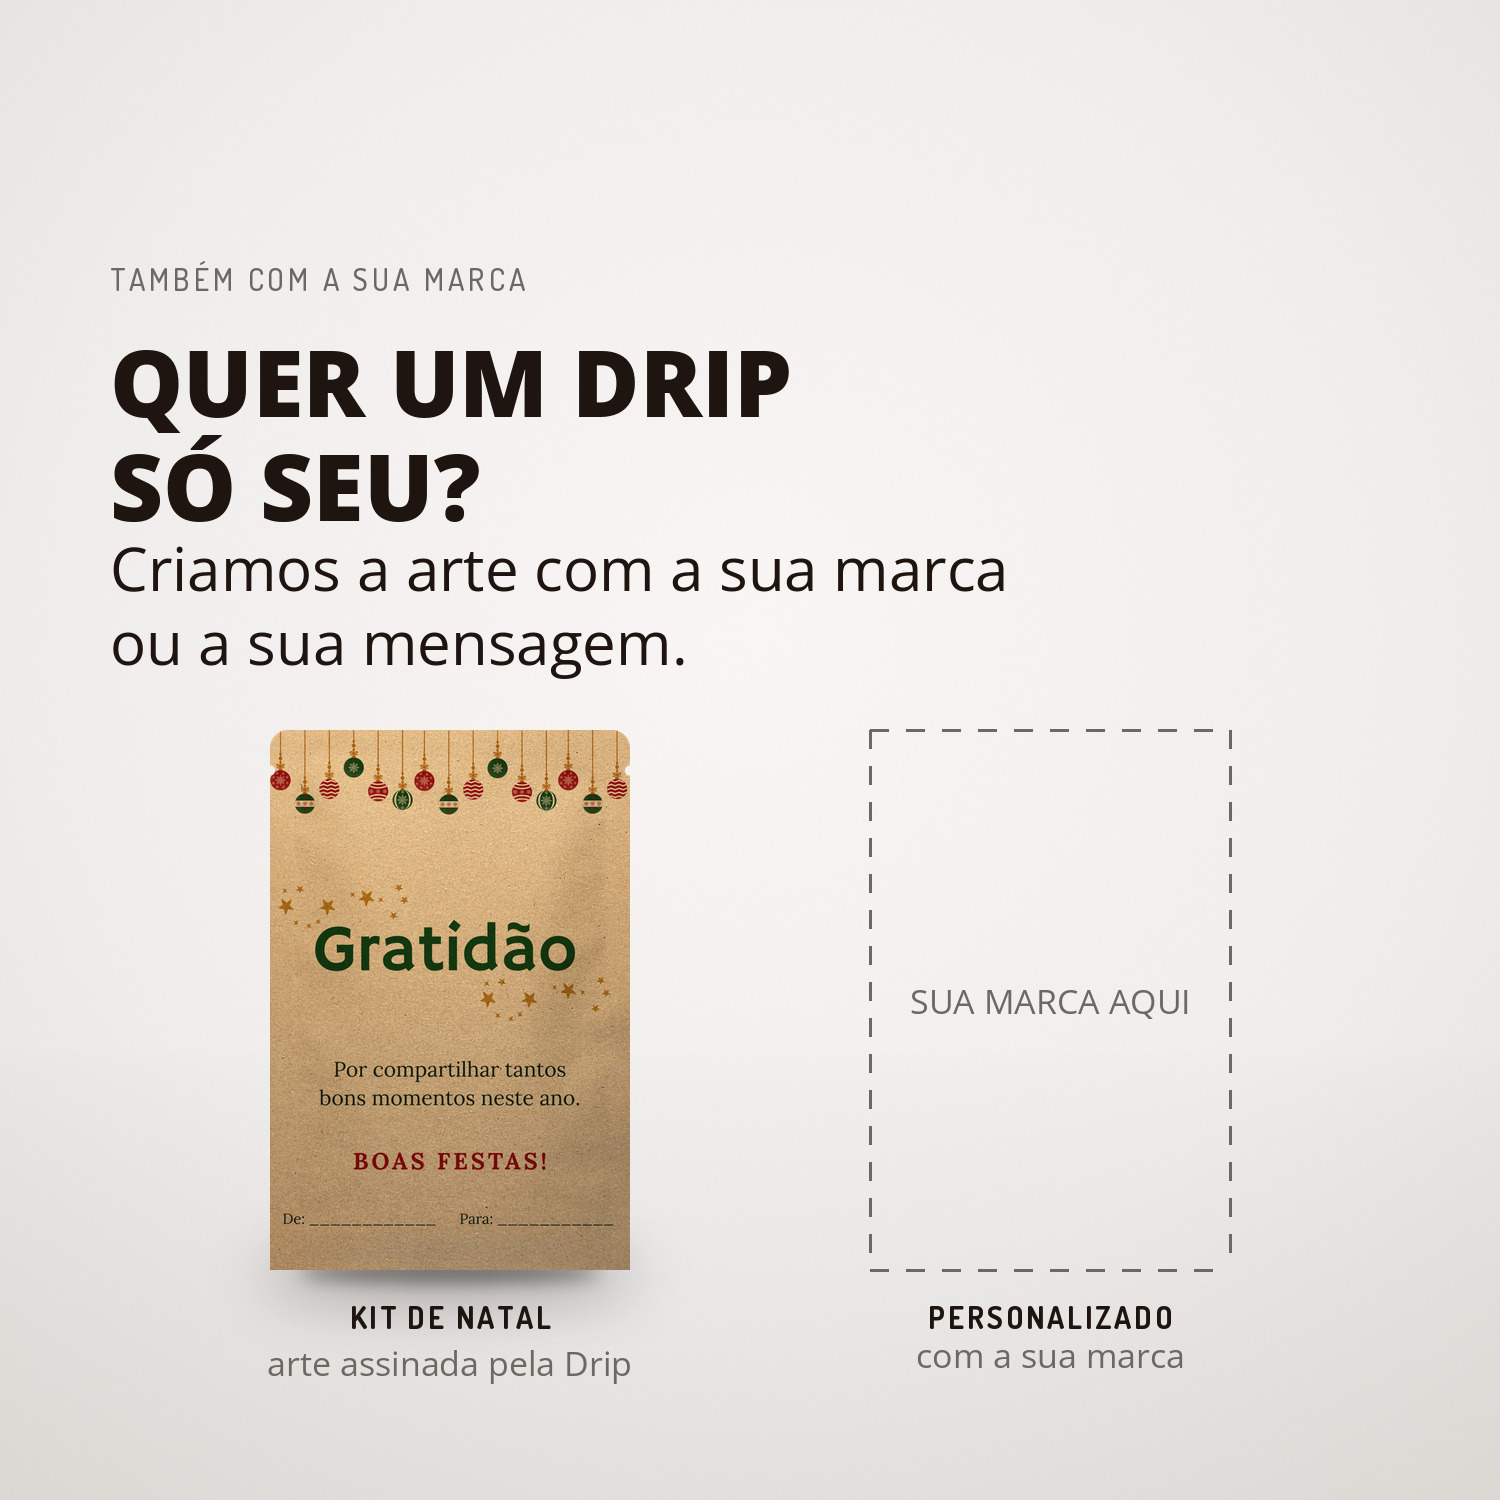 TAMBÉM COM A SUA MARCA
QUER UM DRIP
SÓ SEU?
Criamos a arte com a sua marca
ou a sua mensagem.
Gratidão
Por compartilhar tantos
bons momentos neste ano.
BOAS FESTAS!
De: ____________ Para: ___________
SUA MARCA AQUI
KIT DE NATAL
arte assinada pela Drip
PERSONALIZADO
com a sua marca